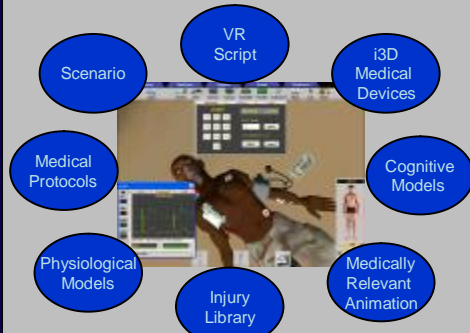 VR
Script
Scenario
i3D
Medical
Devices
Medical
Protocols
Cognitive
Models
Physiological
Models
Injury
Library
Medically
Relevant
Animation